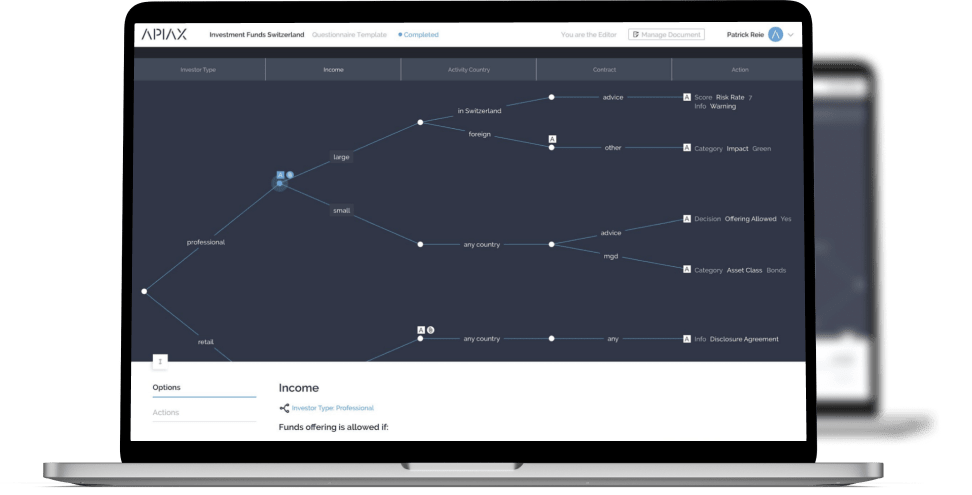 APIAX Investment Funds Switzerland Questionnaire Template Completed You are the Editor Manage Document Patrick Reie
Investor Type Income Activity Country Contract Action
advice A Score Risk Rate 7
Info Warning
in Switzerland
foreign
A
other A Category Impact Green
large
A B
small
A Decision Offering Allowed Yes
advice
professional
any country
mgd
A Category Asset Class Bonds
A B
retail any country any A Info Disclosure Agreement
I
Options Income
Investor Type: Professional
Actions
Funds offering is allowed if: